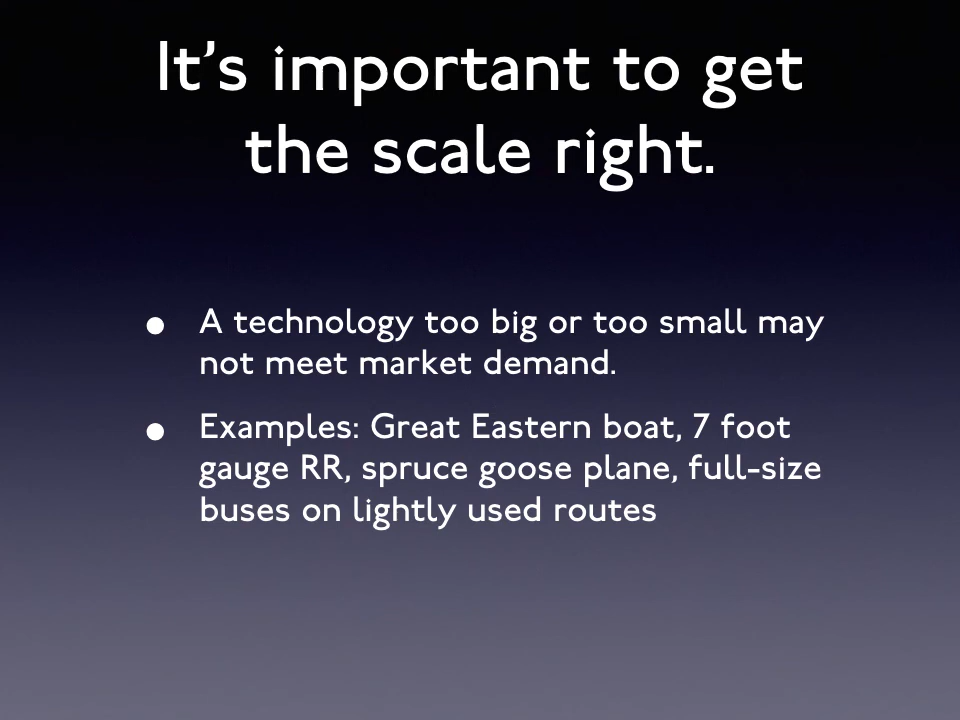 It’s important to get
the scale right.
• A technology too big or too small may
not meet market demand.
• Examples: Great Eastern boat, 7 foot
gauge RR, spruce goose plane, full-size
buses on lightly used routes